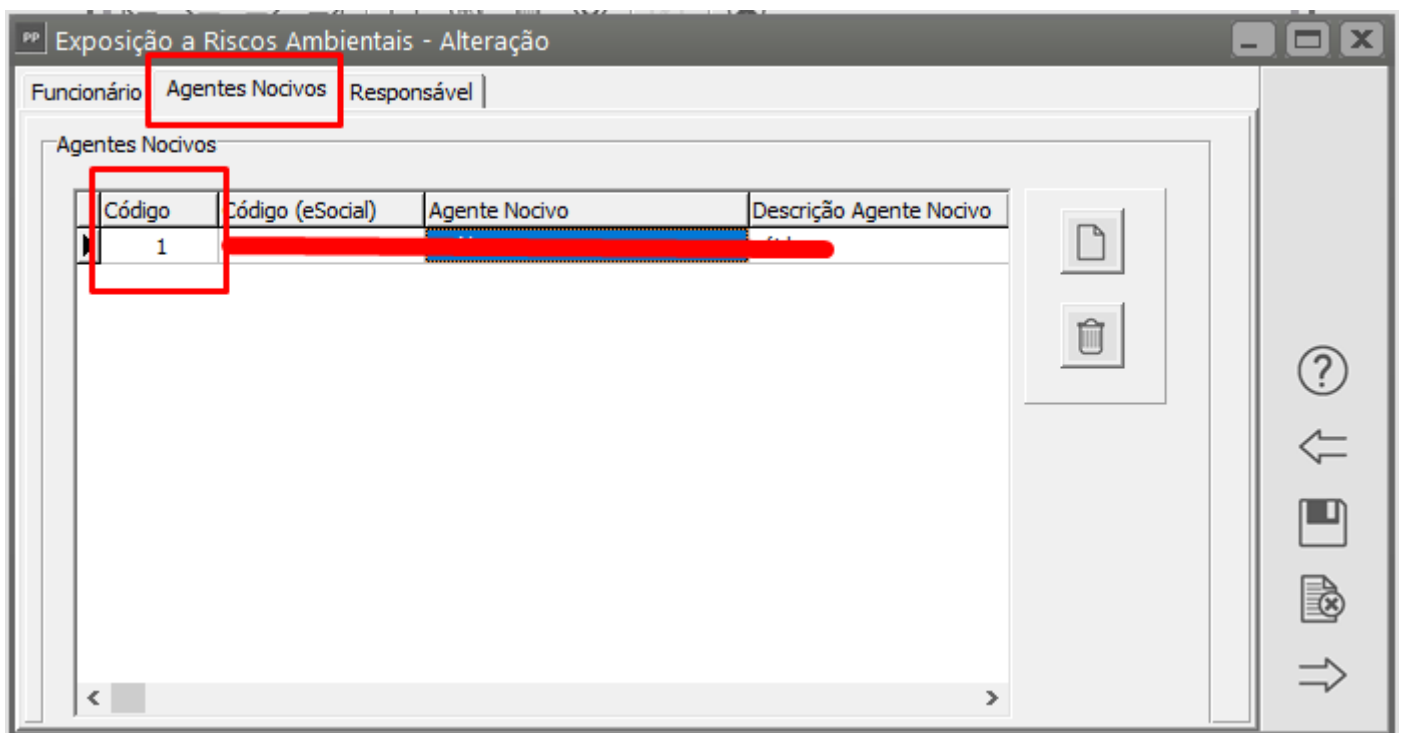 PP Exposição a Riscos Ambientais - Alteração
Funcionário Agentes Nocivos Responsável
Agentes Nocivos
Código Código (eSocial) Agente Nocivo Descrição Agente Nocivo
1